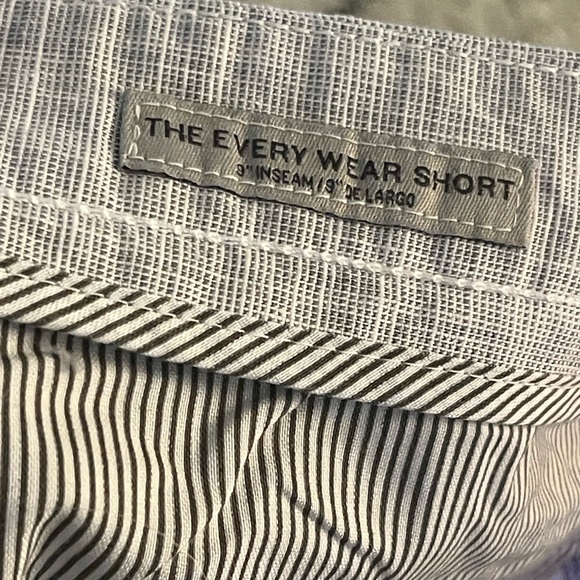 THE EVERY WEAR SHORT
9" INSEAM/9" DE LARGO